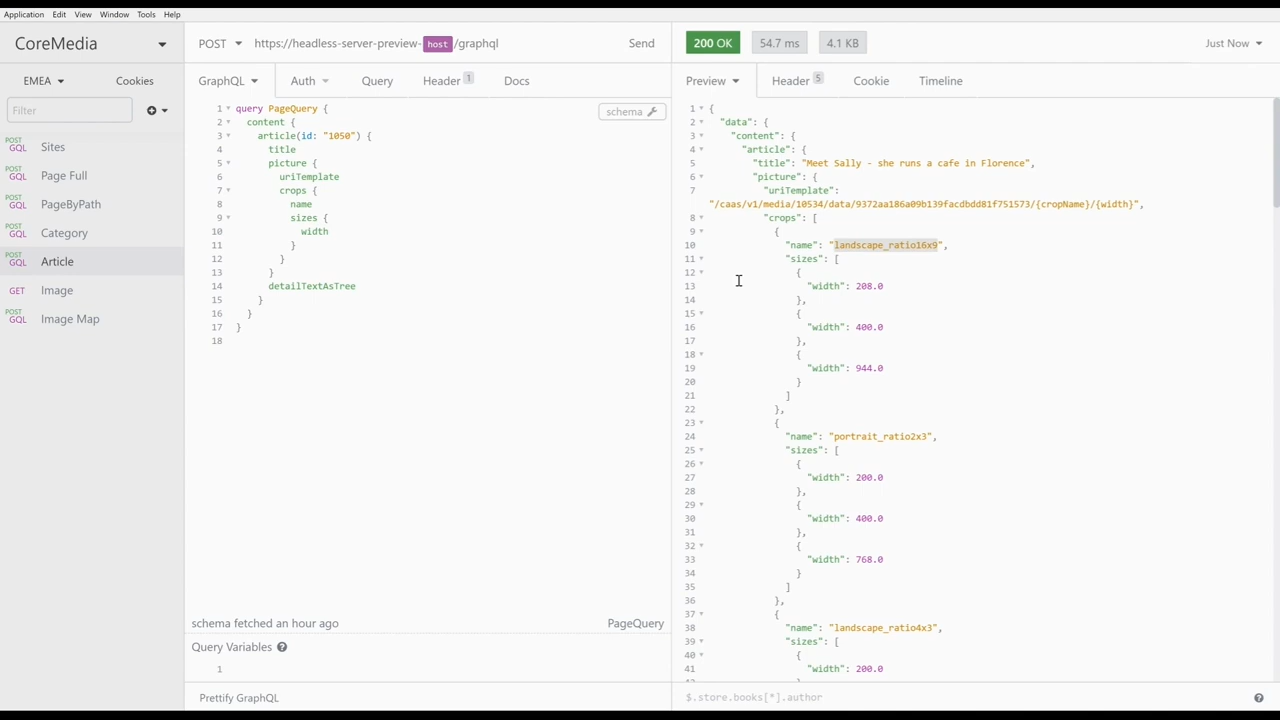 Application Edit View Window Tools Help
CoreMedia
POST https://headless-server-preview- host /graphql Send
200 OK 54.7 ms 4.1 KB Just Now
EMEA Cookies
GraphQL Auth Query Header 1 Docs
Preview Header 5 Cookie Timeline
Filter
POST GQL Sites
POST GQL Page Full
POST GQL PageByPath
POST GQL Category
POST GQL Article
GET Image
POST GQL Image Map
schema
1 query PageQuery {
2 content {
3 article(id: "1050") {
4 title
5 picture {
6 uriTemplate
7 crops {
8 name
9 sizes {
10 width
11 }
12 }
13 }
14 detailTextAsTree
15 }
16 }
17 }
18
schema fetched an hour ago PageQuery
Query Variables ?
1
Prettify GraphQL
1 {
2 "data": {
3 "content": {
4 "article": {
5 "title": "Meet Sally - she runs a cafe in Florence",
6 "picture": {
7 "uriTemplate":
"/caas/v1/media/10534/data/9372aa186a09b139facdbdd81f751573/{cropName}/{width}",
8 "crops": [
9 {
10 "name": "landscape_ratio16x9",
11 "sizes": [
12 {
13 "width": 208.0
14 },
15 {
16 "width": 400.0
17 },
18 {
19 "width": 944.0
20 }
21 ]
22 },
23 {
24 "name": "portrait_ratio2x3",
25 "sizes": [
26 {
27 "width": 200.0
28 },
29 {
30 "width": 400.0
31 },
32 {
33 "width": 768.0
34 }
35 ]
36 },
37 {
38 "name": "landscape_ratio4x3",
39 "sizes": [
40 {
41 "width": 200.0
$.store.books[*].author ?